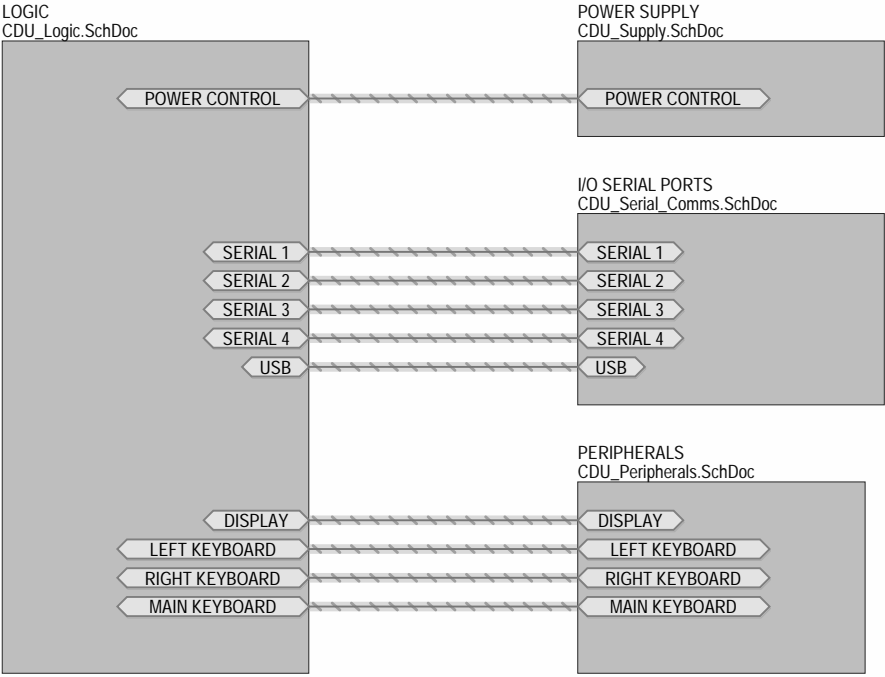 LOGIC
CDU_Logic.SchDoc
POWER CONTROL
SERIAL 1
SERIAL 2
SERIAL 3
SERIAL 4
USB
DISPLAY
LEFT KEYBOARD
RIGHT KEYBOARD
MAIN KEYBOARD
POWER SUPPLY
CDU_Supply.SchDoc
POWER CONTROL
I/O SERIAL PORTS
CDU_Serial_Comms.SchDoc
SERIAL 1
SERIAL 2
SERIAL 3
SERIAL 4
USB
PERIPHERALS
CDU_Peripherals.SchDoc
DISPLAY
LEFT KEYBOARD
RIGHT KEYBOARD
MAIN KEYBOARD